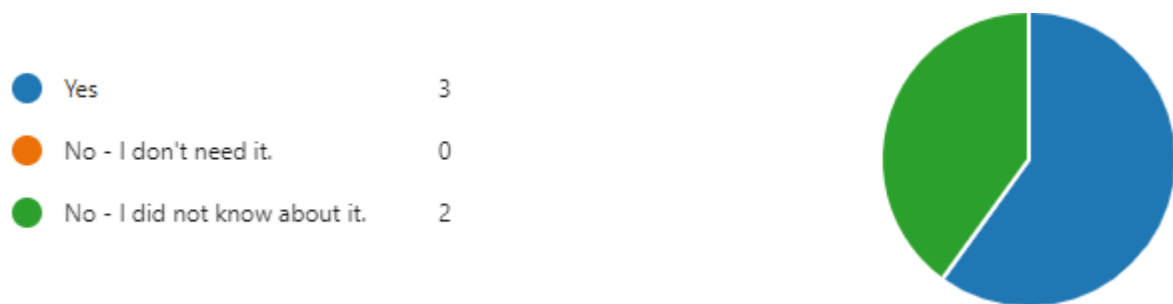 Yes 3
No - I don't need it. 0
No - I did not know about it. 2